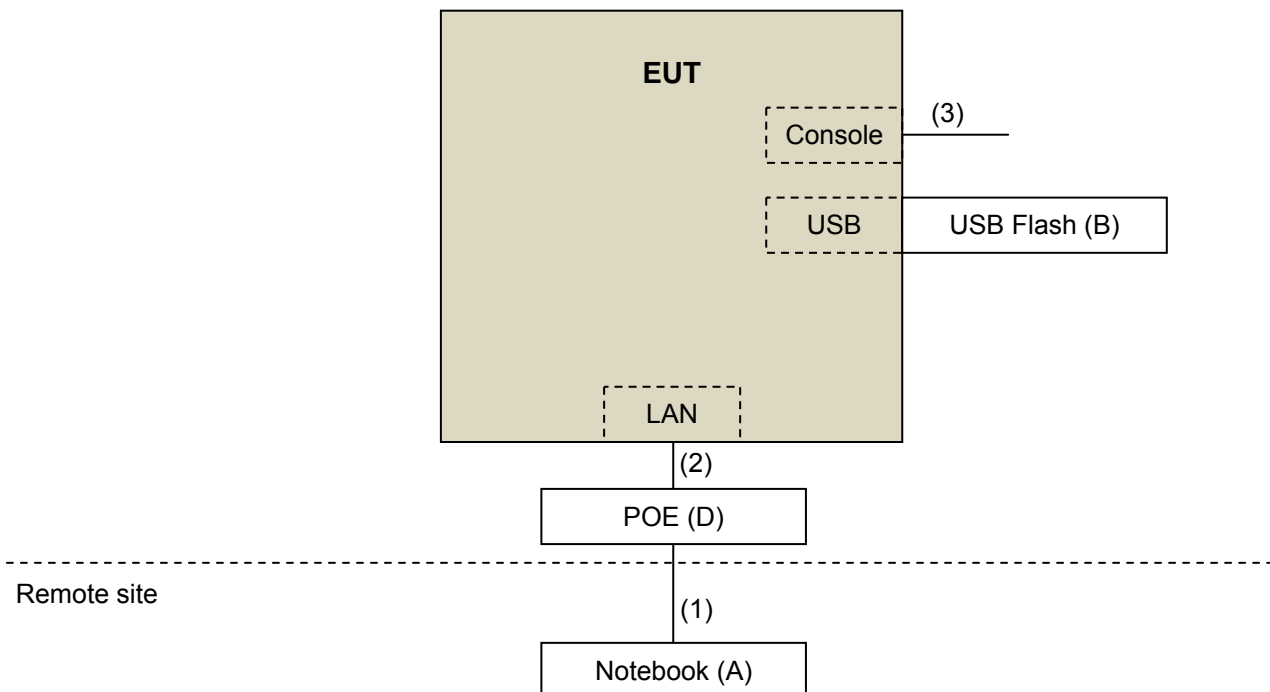 EUT
(3)
Console
USB
USB Flash (B)
LAN
(2)
POE (D)
Remote site
(1)
Notebook (A)